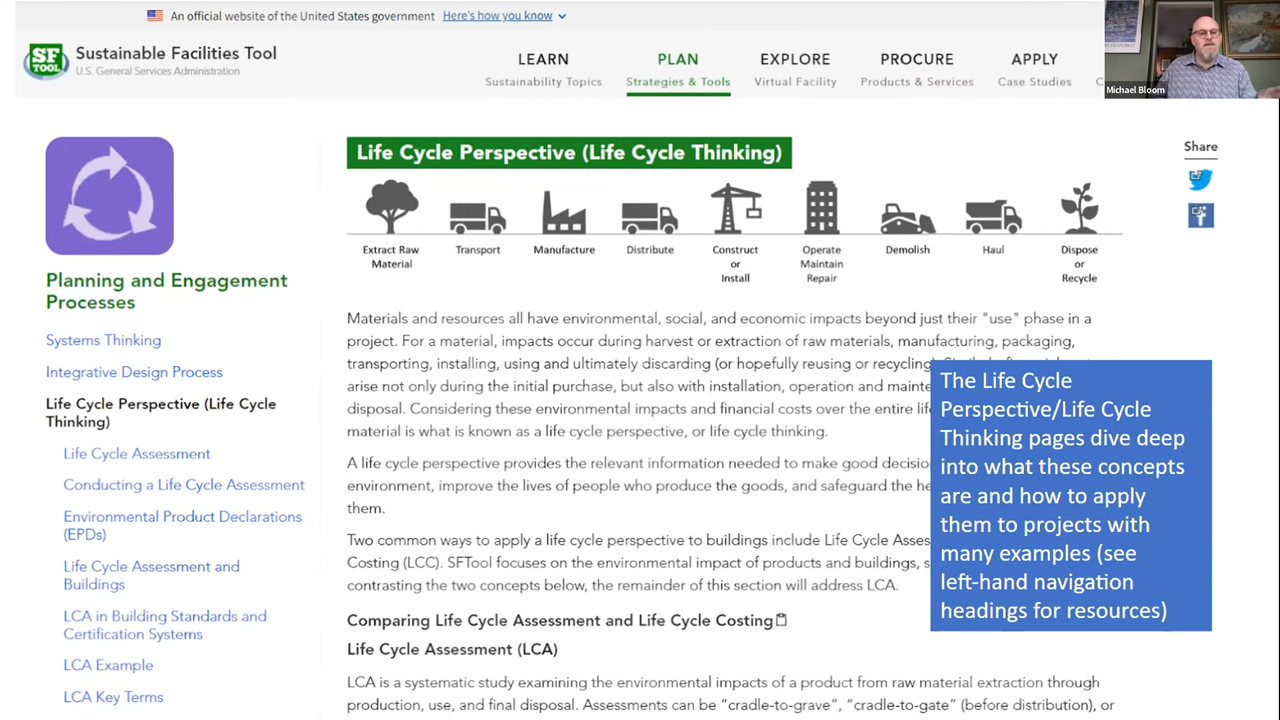 An official website of the United States government Here's how you know
SF TOOL
Sustainable Facilities Tool
U.S. General Services Administration
LEARN
Sustainability Topics
PLAN
Strategies & Tools
EXPLORE
Virtual Facility
PROCURE
Products & Services
APPLY
Case Studies
Michael Bloom
Planning and Engagement
Processes
Systems Thinking
Integrative Design Process
Life Cycle Perspective (Life Cycle
Thinking)
Life Cycle Assessment
Conducting a Life Cycle Assessment
Environmental Product Declarations
(EPDs)
Life Cycle Assessment and
Buildings
LCA in Building Standards and
Certification Systems
LCA Example
LCA Key Terms
Life Cycle Perspective (Life Cycle Thinking)
Extract Raw
Material
Transport
Manufacture
Distribute
Construct
or
Install
Operate
Maintain
Repair
Demolish
Haul
Dispose
or
Recycle
Materials and resources all have environmental, social, and economic impacts beyond just their "use" phase in a
project. For a material, impacts occur during harvest or extraction of raw materials, manufacturing, packaging,
transporting, installing, using and ultimately discarding (or hopefully reusing or recycling)
arise not only during the initial purchase, but also with installation, operation and
disposal. Considering these environmental impacts and financial costs over the entire
material is what is known as a life cycle perspective, or life cycle thinking.
A life cycle perspective provides the relevant information needed to make good
environment, improve the lives of people who produce the goods, and safeguard the
them.
Two common ways to apply a life cycle perspective to buildings include Life Cycle
Costing (LCC). SFTool focuses on the environmental impact of products and buildings,
contrasting the two concepts below, the remainder of this section will address LCA.
Comparing Life Cycle Assessment and Life Cycle Costing
Life Cycle Assessment (LCA)
LCA is a systematic study examining the environmental impacts of a product from raw material extraction through
production, use, and final disposal. Assessments can be “cradle-to-grave”, “cradle-to-gate” (before distribution), or
Share
The Life Cycle
Perspective/Life Cycle
Thinking pages dive deep
into what these concepts
are and how to apply
them to projects with
many examples (see
left-hand navigation
headings for resources)